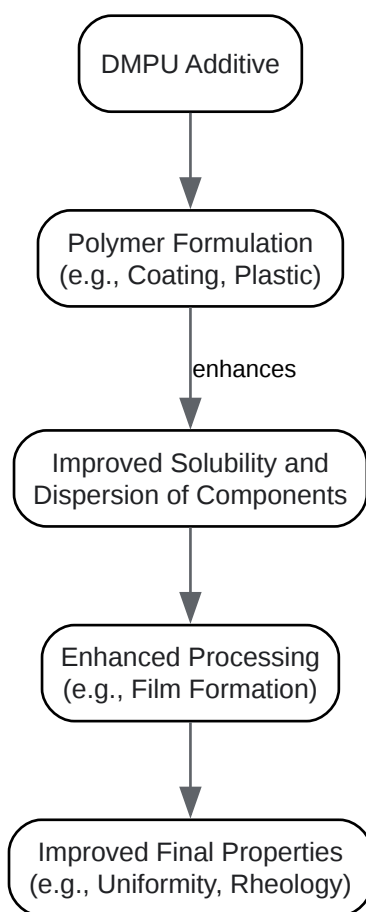 DMPU Additive
Polymer Formulation
(e.g., Coating, Plastic)
enhances
Improved Solubility and
Dispersion of Components
Enhanced Processing
(e.g., Film Formation)
Improved Final Properties
(e.g., Uniformity, Rheology)